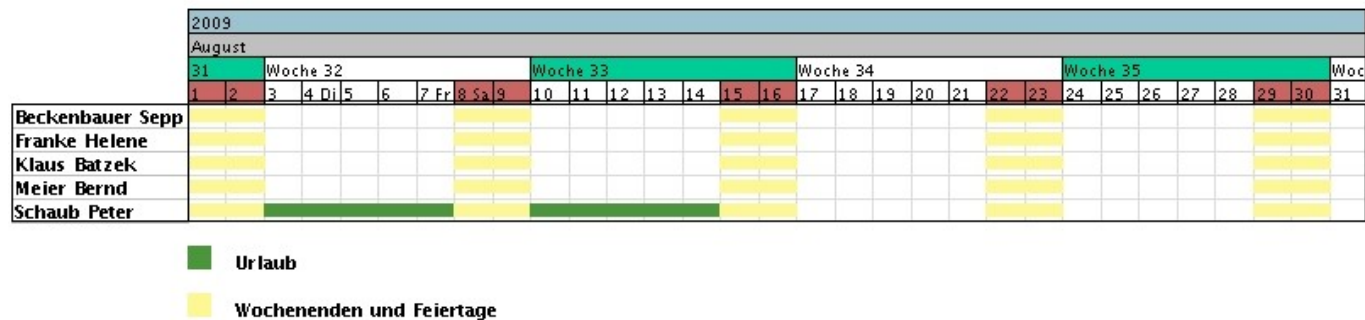 2009
August
31 Woche 32 Woche 33 Woche 34 Woche 35 Woc
1 2 3 4 Di 5 6 7 Fr 8 Sa 9 10 11 12 13 14 15 16 17 18 19 20 21 22 23 24 25 26 27 28 29 30 31
Beckenbauer Sepp
Franke Helene
Klaus Batzek
Meier Bernd
Schaub Peter
Urlaub
Wochenenden und Feiertage